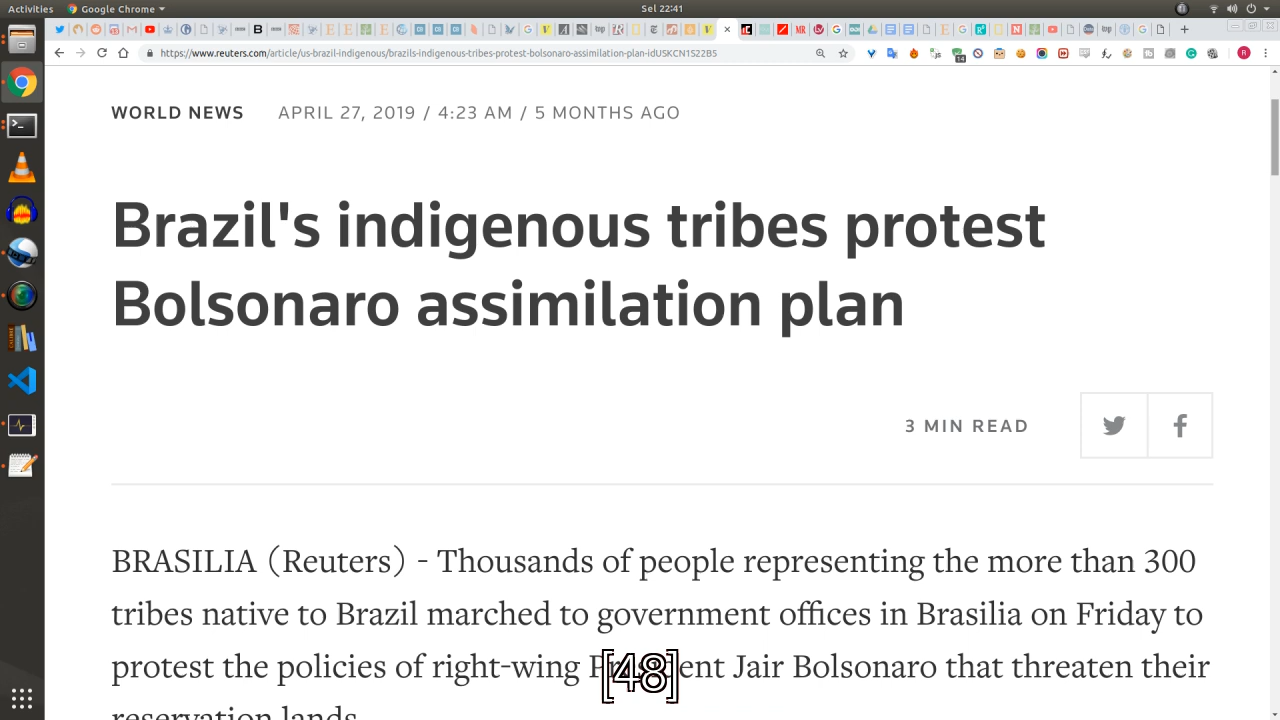 Activities
Google Chrome
Sel 22:41
https://www.reuters.com/article/us-brazil-indigenous/brazils-indigenous-tribes-protest-bolsonaro-assimilation-plan-idUSKCN1S22B5
WORLD NEWS
APRIL 27, 2019 / 4:23 AM / 5 MONTHS AGO
Brazil's indigenous tribes protest
Bolsonaro assimilation plan
3 MIN READ
BRASILIA (Reuters) - Thousands of people representing the more than 300
tribes native to Brazil marched to government offices in Brasilia on Friday to
protest the policies of right-wing President Jair Bolsonaro that threaten their
[48]
reservation lands.